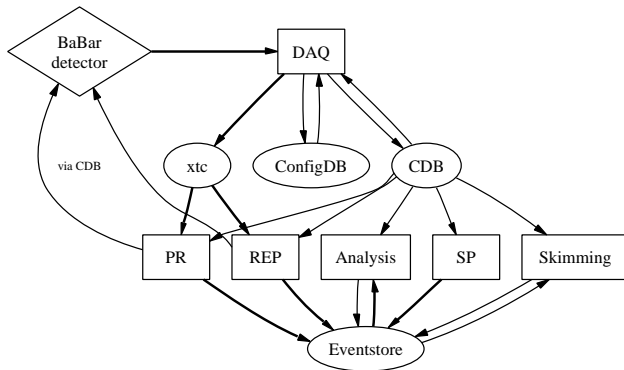 BaBar
detector
DAQ
xtc
ConfigDB
CDB
via CDB
PR
REP
Analysis
SP
Skimming
Eventstore